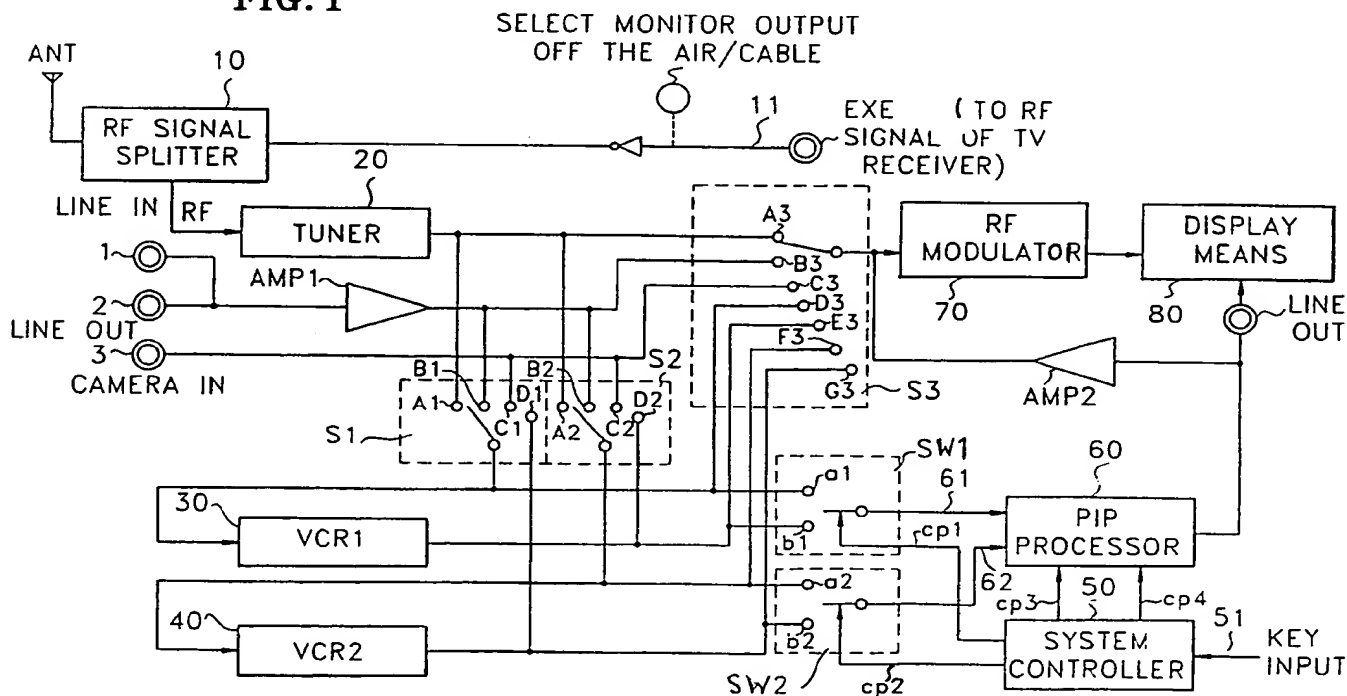 FIG. 1
SELECT MONITOR OUTPUT
OFF THE AIR/CABLE
ANT
10
RF SIGNAL
SPLITTER
11
EXE (TO RF
SIGNAL OF TV
RECEIVER)
20
LINE IN
RF
TUNER
1
2
LINE OUT
3
CAMERA IN
AMP1
A3
B3
C3
D3
E3
F3
G3
S3
RF
MODULATOR
70
DISPLAY
MEANS
80
LINE
OUT
AMP2
B1
B2
S2
A1
C1
D1
A2
C2
D2
S1
SW1
a1
61
b1
cp1
60
PIP
PROCESSOR
62
30
VCR1
a2
b2
cp3
50
cp4
40
VCR2
SYSTEM
CONTROLLER
51
KEY
INPUT
SW2
cp2